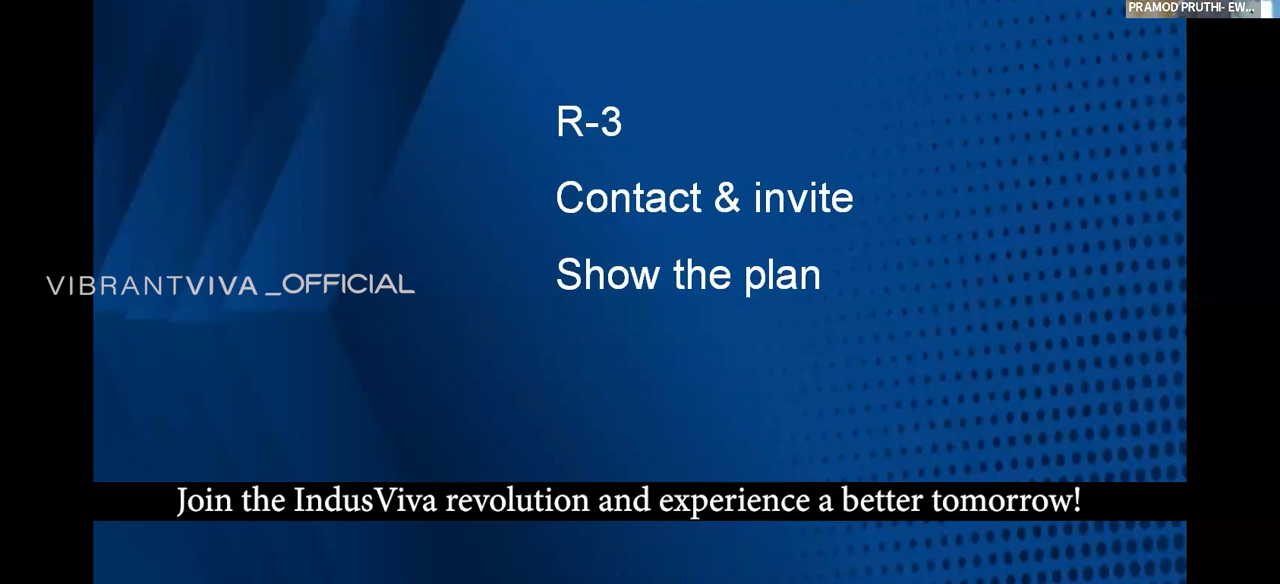 PRAMOD PRUTHI- EW...
R-3
Contact & invite
Show the plan
VIBRANTVIVA _OFFICIAL
Join the IndusViva revolution and experience a better tomorrow!